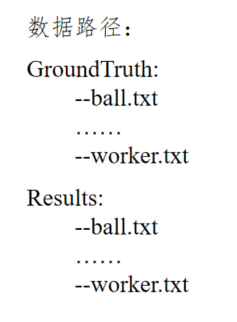 数据路径：
GroundTruth:
--ball.txt
……
--worker.txt
Results:
--ball.txt
……
--worker.txt